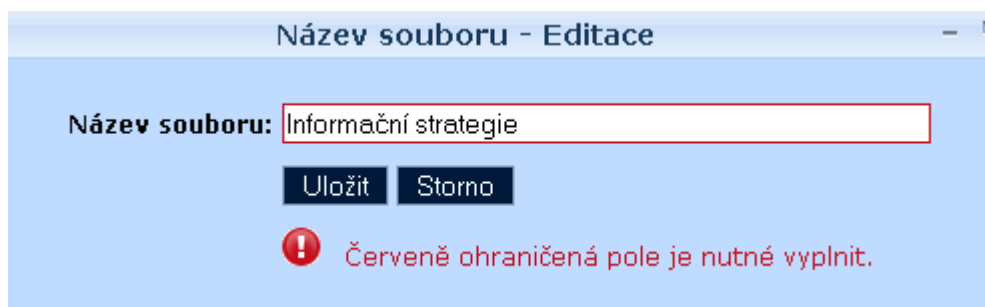 Název souboru - Editace
Název souboru: Informační strategie
Uložit Storno
Červeně ohraničená pole je nutné vyplnit.